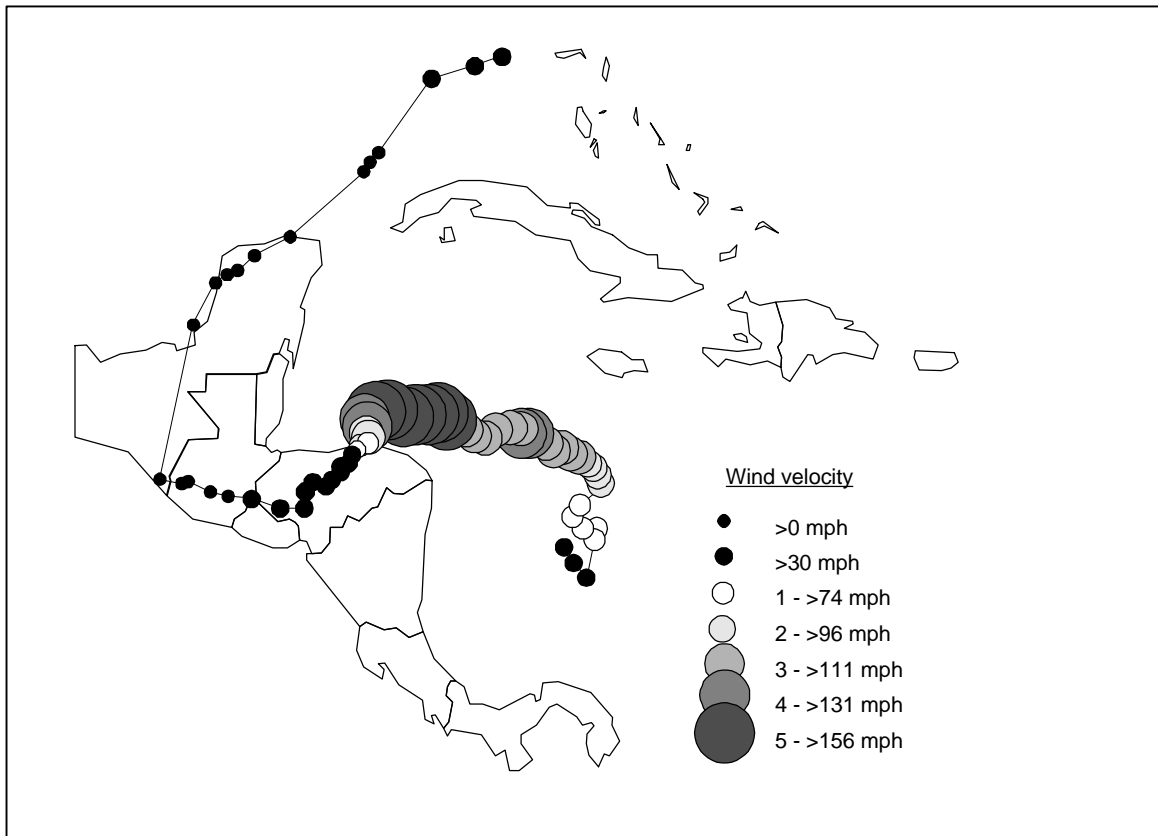 Wind velocity
>0 mph
>30 mph
1 - >74 mph
2 - >96 mph
3 - >111 mph
4 - >131 mph
5 - >156 mph